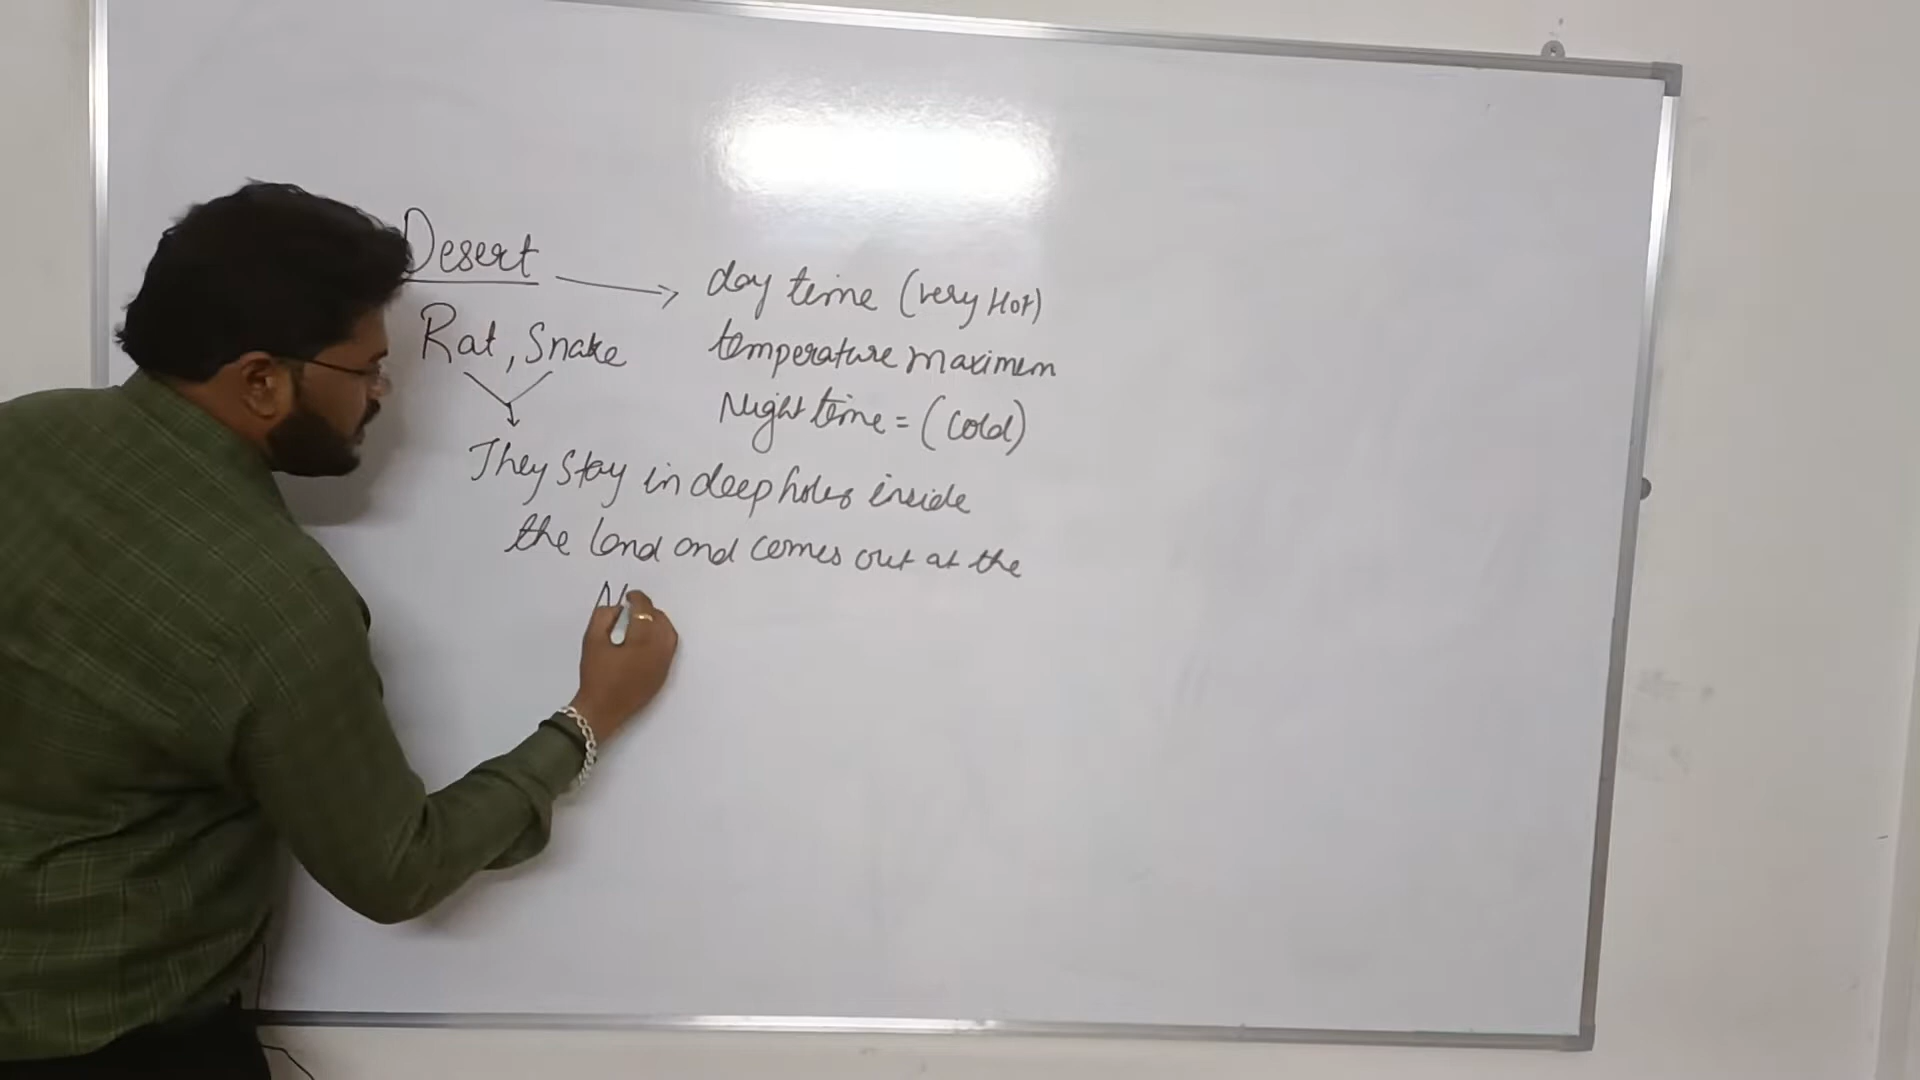 Desert
day time (very Hot)
Rat, Snake
temperature maximum
Night time = (Cold)
They stay in deep holes inside
the land and comes out at the
N